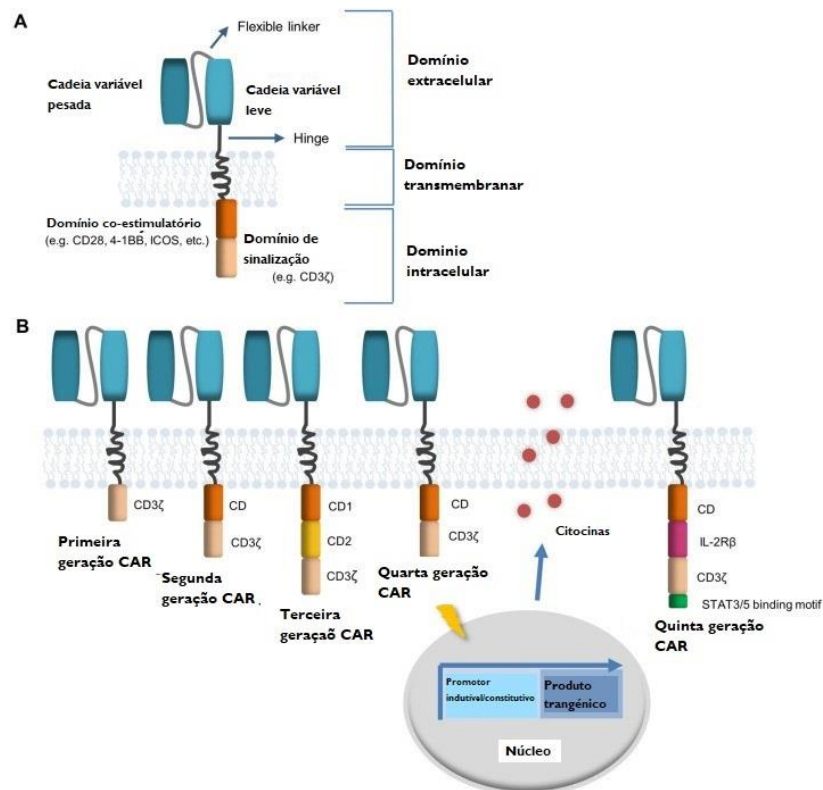 A
Flexible linker
Cadeia variável
pesada
Cadeia variável
leve
Hinge
Domínio
extracelular
Domínio
transmembranar
Domínio co-estimulatório
(e.g. CD28, 4-1BB, ICOS, etc.)
Domínio de
sinalização
(e.g. CD3ζ)
Dominio
intracelular
B
CD3ζ
Primeira
geração CAR
CD
CD3ζ
Segunda
geração CAR .
CD1
CD2
CD3ζ
Terceira
geraçaõ CAR
CD
CD3ζ
Quarta geração
CAR
Citocinas
CD
IL-2Rβ
CD3ζ
STAT3/5 binding motif
Quinta geração
CAR
Promotor
indutível/constitutivo
Produto
trangénico
Núcleo